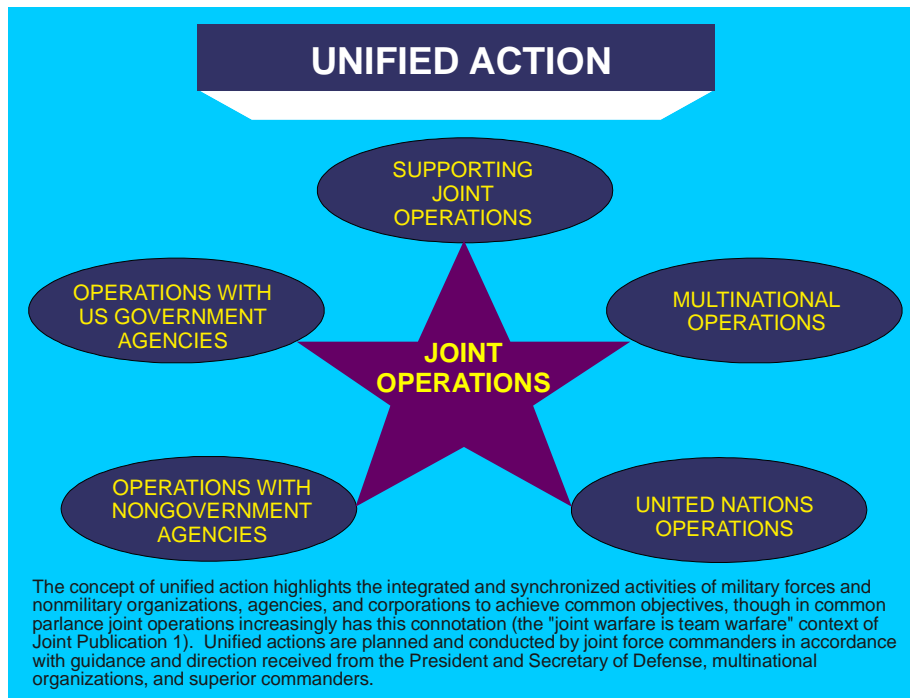 UNIFIED ACTION
SUPPORTING
JOINT
OPERATIONS
OPERATIONS WITH
US GOVERNMENT
AGENCIES
MULTINATIONAL
OPERATIONS
JOINT
OPERATIONS
OPERATIONS WITH
NONGOVERNMENT
AGENCIES
UNITED NATIONS
OPERATIONS
The concept of unified action highlights the integrated and synchronized activities of military forces and
nonmilitary organizations, agencies, and corporations to achieve common objectives, though in common
parlance joint operations increasingly has this connotation (the "joint warfare is team warfare" context of
Joint Publication 1).  Unified actions are planned and conducted by joint force commanders in accordance
with guidance and direction received from the President and Secretary of Defense, multinational
organizations, and superior commanders.